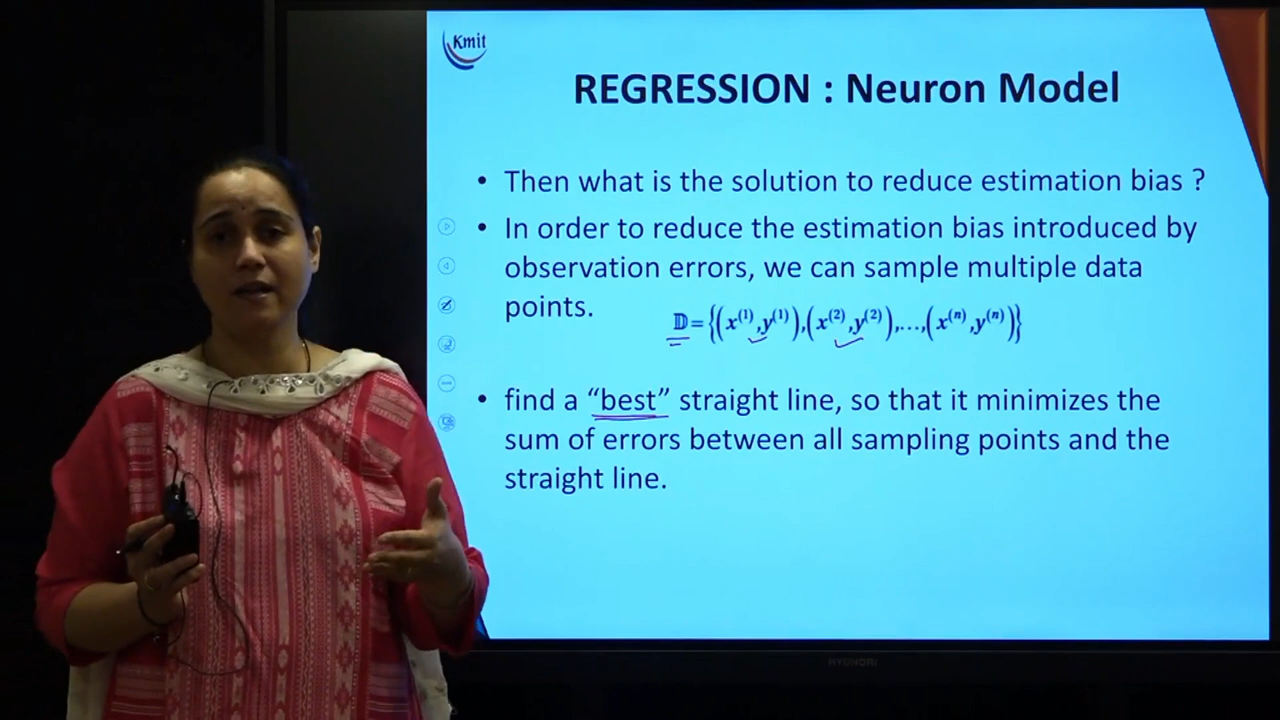 Kmit
REGRESSION : Neuron Model
• Then what is the solution to reduce estimation bias ?
• In order to reduce the estimation bias introduced by
observation errors, we can sample multiple data
points.
𝔻 = {(x⁽¹⁾,y⁽¹⁾),(x⁽²⁾,y⁽²⁾),...,(x⁽ⁿ⁾,y⁽ⁿ⁾)}
• find a “best” straight line, so that it minimizes the
sum of errors between all sampling points and the
straight line.
HYUNDRI